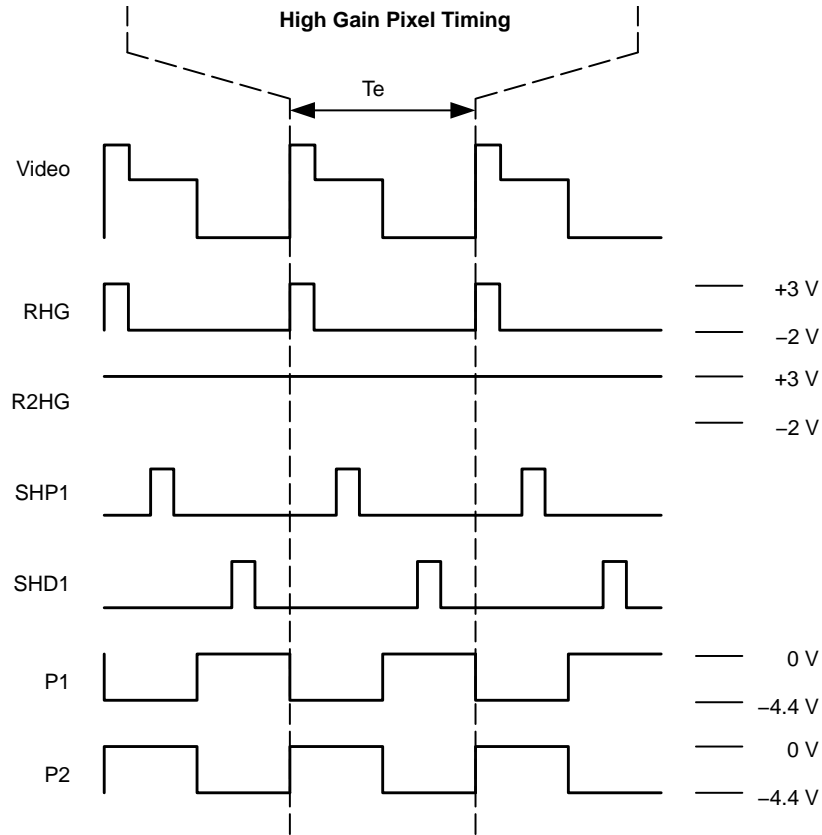 High Gain Pixel Timing
Te
Video
RHG
+3 V
−2 V
R2HG
+3 V
−2 V
SHP1
SHD1
P1
0 V
−4.4 V
P2
0 V
−4.4 V